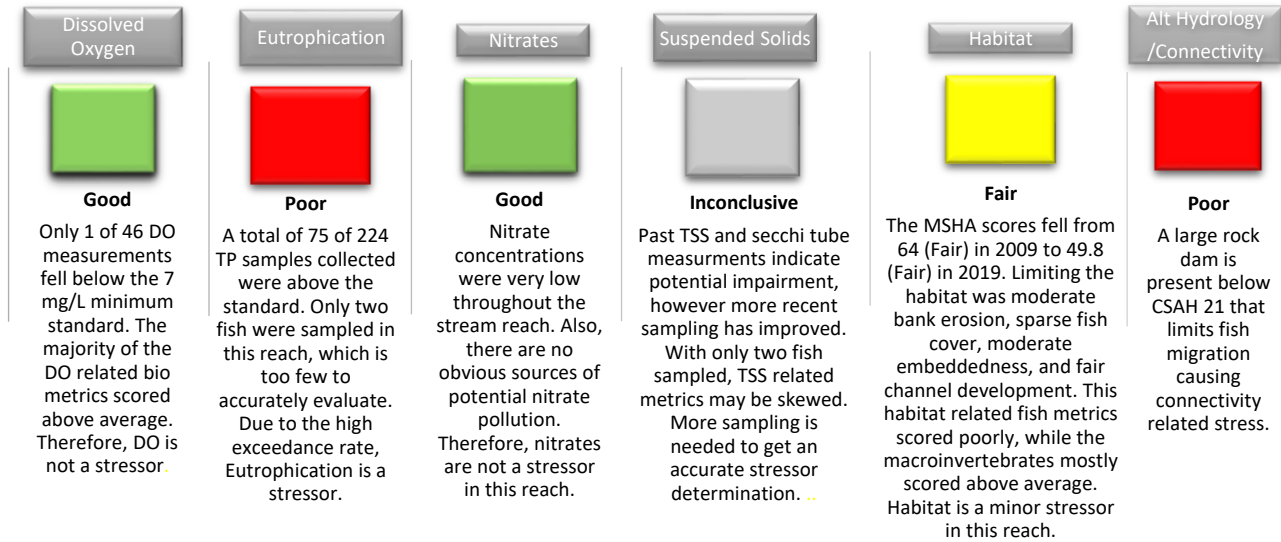 Dissolved
Oxygen
Good
Only 1 of 46 DO
measurements
fell below the 7
mg/L minimum
standard. The
majority of the
DO related bio
metrics scored
above average.
Therefore, DO is
not a stressor.
Eutrophication
Poor
A total of 75 of 224
TP samples collected
were above the
standard. Only two
fish were sampled in
this reach, which is
too few to
accurately evaluate.
Due to the high
exceedance rate,
Eutrophication is a
stressor.
Nitrates
Good
Nitrate
concentrations
were very low
throughout the
stream reach. Also,
there are no
obvious sources of
potential nitrate
pollution.
Therefore, nitrates
are not a stressor
in this reach.
Suspended Solids
Inconclusive
Past TSS and secchi tube
measurments indicate
potential impairment,
however more recent
sampling has improved.
With only two fish
sampled, TSS related
metrics may be skewed.
More sampling is
needed to get an
accurate stressor
determination. ..
Habitat
Fair
The MSHA scores fell from
64 (Fair) in 2009 to 49.8
(Fair) in 2019. Limiting the
habitat was moderate
bank erosion, sparse fish
cover, moderate
embeddedness, and fair
channel development. This
habitat related fish metrics
scored poorly, while the
macroinvertebrates mostly
scored above average.
Habitat is a minor stressor
in this reach.
Alt Hydrology
/Connectivity
Poor
A large rock
dam is
present below
CSAH 21 that
limits fish
migration
causing
connectivity
related stress.